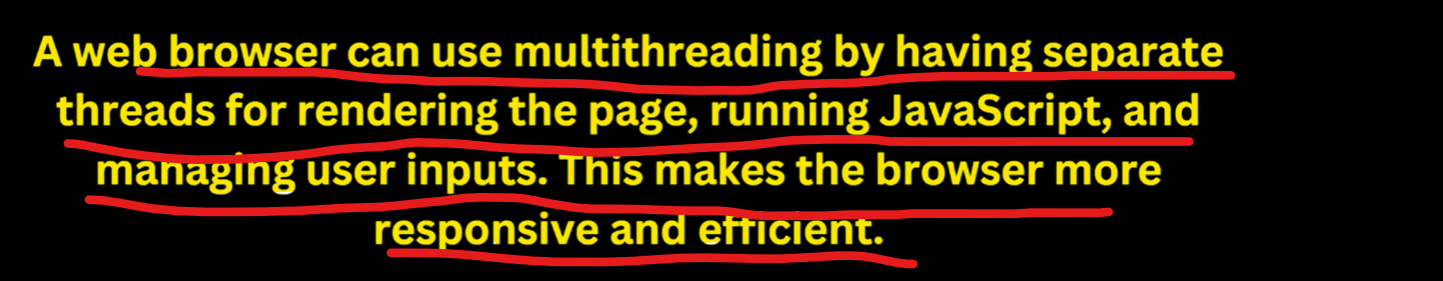 A web browser can use multithreading by having separate
threads for rendering the page, running JavaScript, and
managing user inputs. This makes the browser more
responsive and efficient.